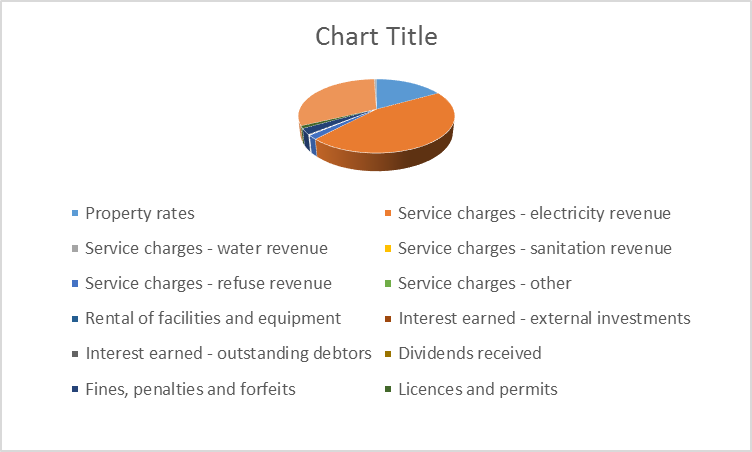 Chart Title
Property rates
Service charges - electricity revenue
Service charges - water revenue
Service charges - sanitation revenue
Service charges - refuse revenue
Service charges - other
Rental of facilities and equipment
Interest earned - external investments
Interest earned - outstanding debtors
Dividends received
Fines, penalties and forfeits
Licences and permits